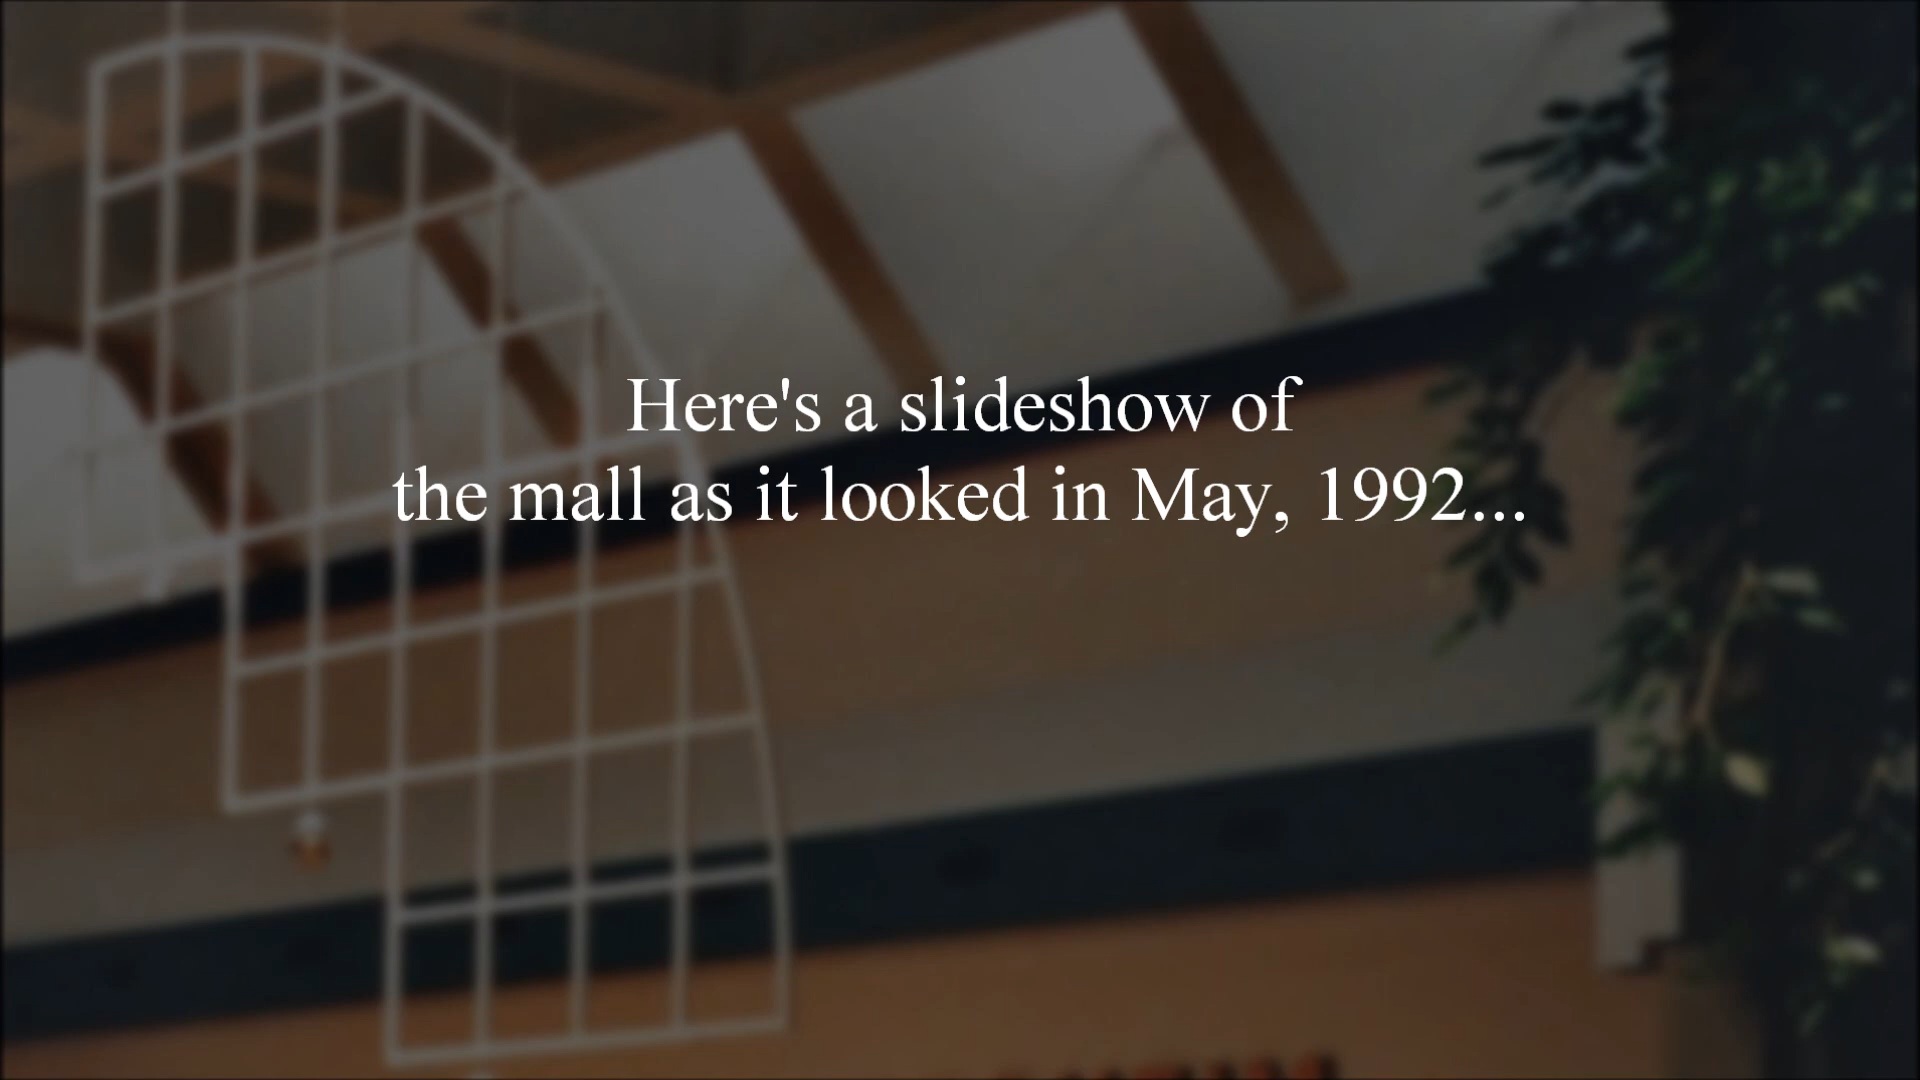 Here's a slideshow of
the mall as it looked in May, 1992...